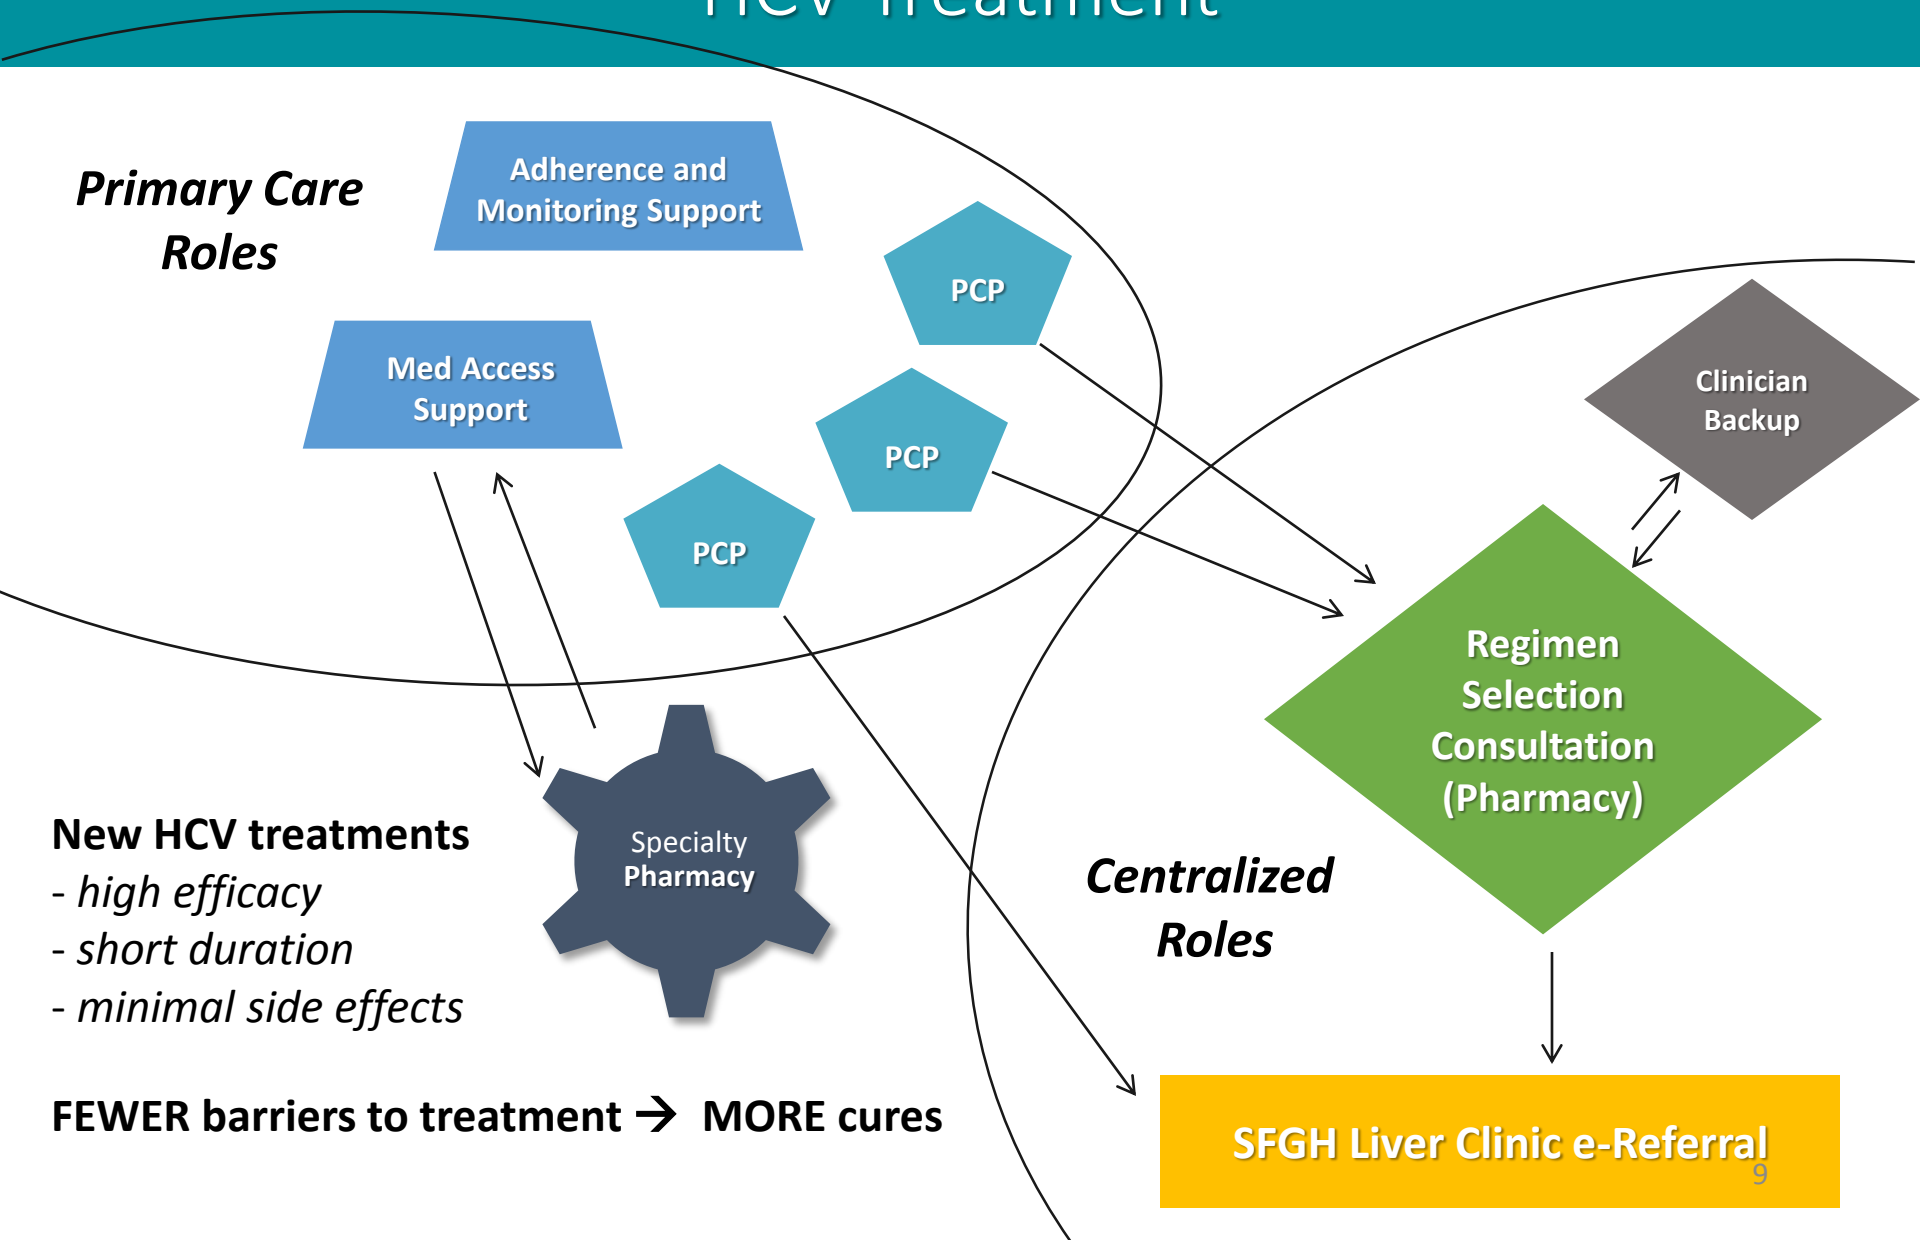 HCV Treatment
Primary Care
Roles
Adherence and
Monitoring Support
PCP
Med Access
Support
PCP
PCP
Clinician
Backup
Regimen
Selection
Consultation
(Pharmacy)
Specialty
Pharmacy
New HCV treatments
- high efficacy
- short duration
- minimal side effects
Centralized
Roles
FEWER barriers to treatment → MORE cures
SFGH Liver Clinic e-Referral
9